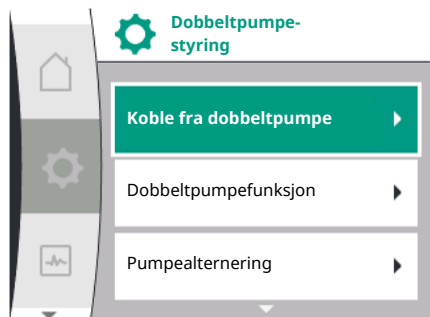 Dobbeltpumpe-
styring
Koble fra dobbeltpumpe
Dobbeltpumpefunksjon
Pumpealternering